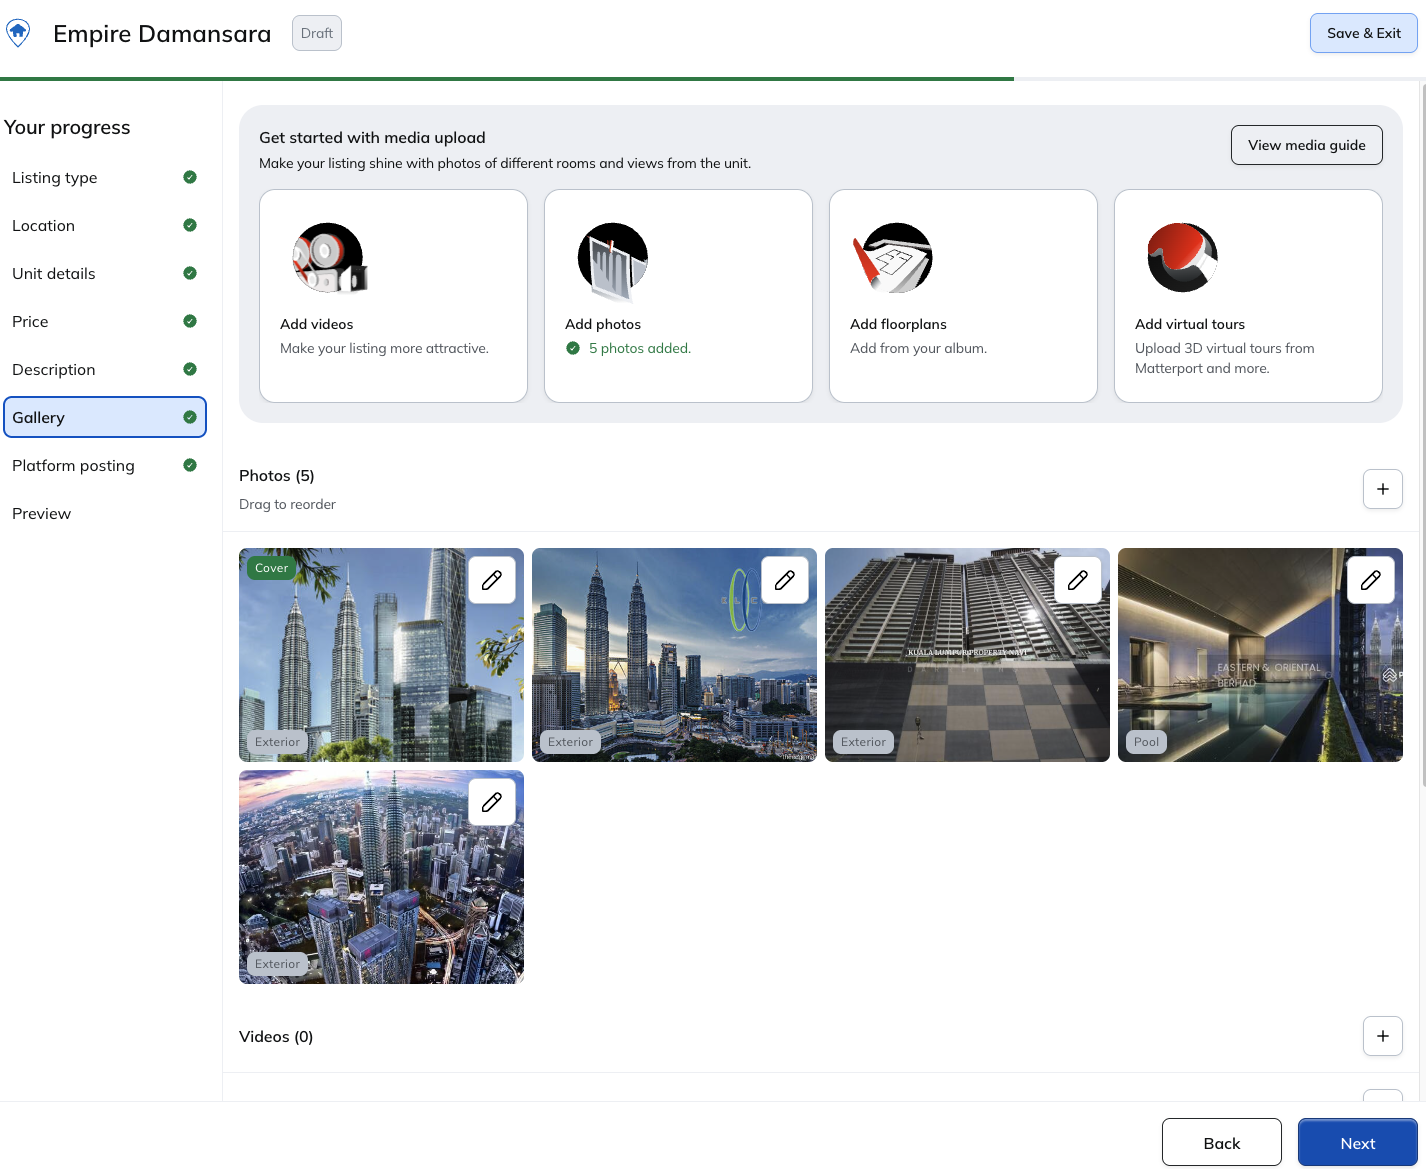 Empire Damansara
Draft
Save & Exit
Your progress
Listing type
Location
Unit details
Price
Description
Gallery
Platform posting
Preview
Get started with media upload
Make your listing shine with photos of different rooms and views from the unit.
View media guide
Add videos
Make your listing more attractive.
Add photos
5 photos added.
Add floorplans
Add from your album.
Add virtual tours
Upload 3D virtual tours from
Matterport and more.
Photos (5)
Drag to reorder
Cover
Exterior
Exterior
KUALA LUMPUR PROPERTY NAVI
Exterior
EASTERN & ORIENTAL
BERHAD
Pool
Exterior
Videos (0)
Back
Next